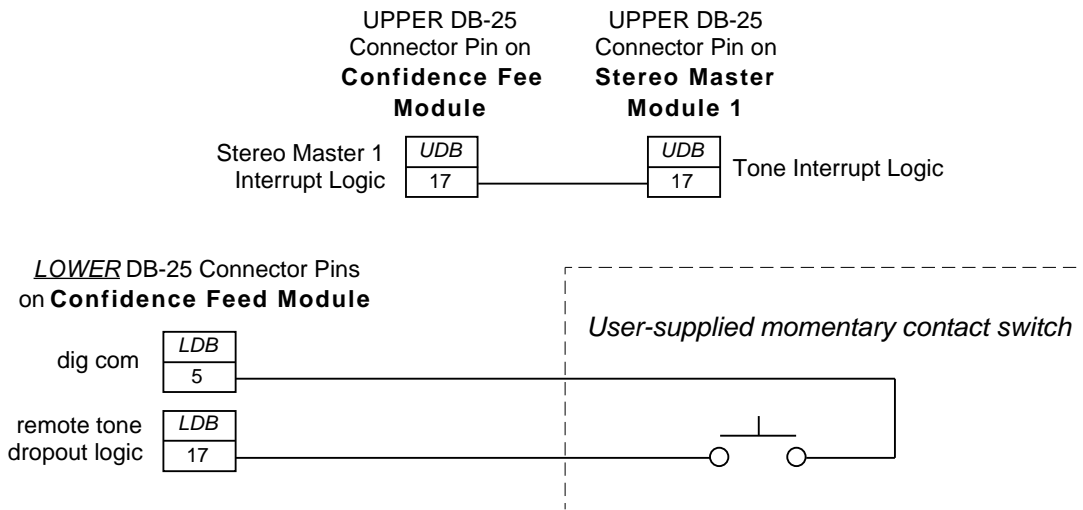 UPPER DB-25
Connector Pin on
Confidence Fee
Module
UPPER DB-25
Connector Pin on
Stereo Master
Module 1
Stereo Master 1
Interrupt Logic
UDB
17
UDB
17
Tone Interrupt Logic
LOWER DB-25 Connector Pins
on Confidence Feed Module
User-supplied momentary contact switch
dig com
LDB
5
remote tone
dropout logic
LDB
17